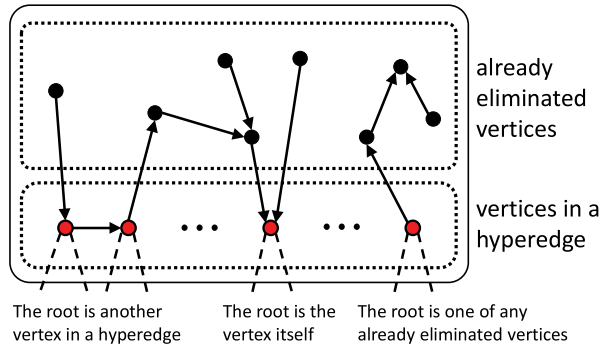 already
eliminated
vertices
vertices in a
hyperedge
The root is another
vertex in a hyperedge
The root is the
vertex itself
The root is one of any
already eliminated vertices